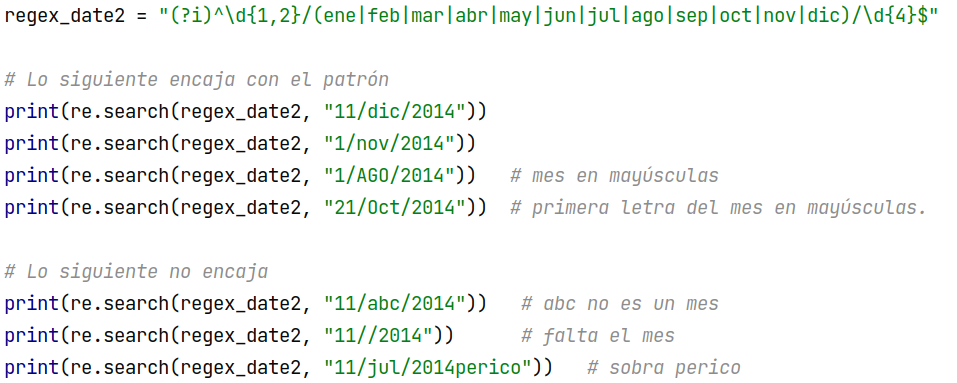 regex_date2 = "(?i)^\d{1,2}/(ene|feb|mar|abr|may|jun|jul|ago|sep|oct|nov|dic)/\d{4}$"
# Lo siguiente encaja con el patrón
print(re.search(regex_date2, "11/dic/2014"))
print(re.search(regex_date2, "1/nov/2014"))
print(re.search(regex_date2, "1/AGO/2014"))   # mes en mayúsculas
print(re.search(regex_date2, "21/Oct/2014"))  # primera letra del mes en mayúsculas.
# Lo siguiente no encaja
print(re.search(regex_date2, "11/abc/2014"))   # abc no es un mes
print(re.search(regex_date2, "11//2014"))      # falta el mes
print(re.search(regex_date2, "11/jul/2014perico"))   # sobra perico